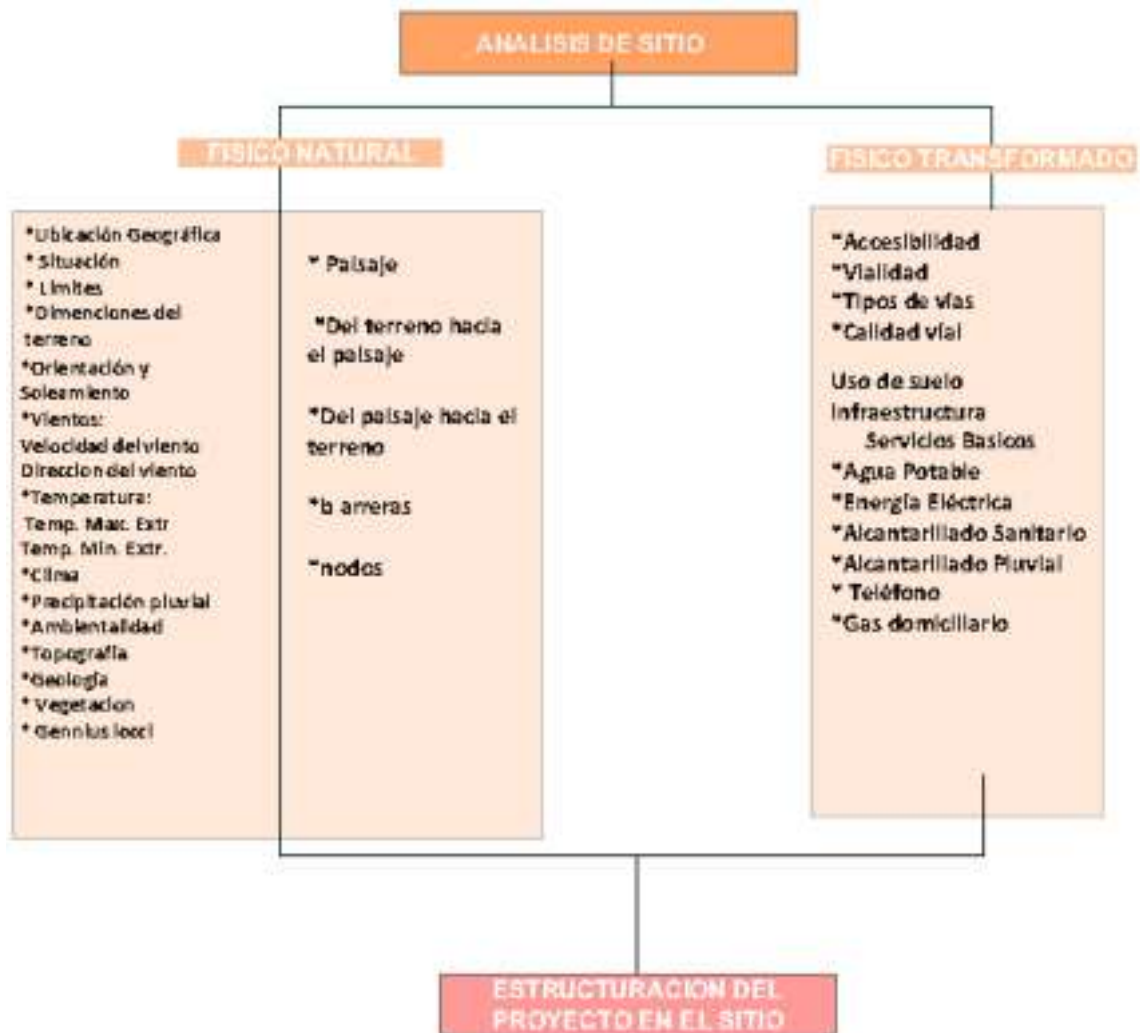 ANALISIS DE SITIO
FISICO NATURAL
*Ubicación Geográfica
* Situación
* Limites
*Dimenciones del
terreno
*Orientación y
Soleamiento
*Vientos:
Velocidad del viento
Direccion del viento
*Temperatura:
Temp. Max. Extr
Temp. Min. Extr.
*Clima
*Precipitación pluvial
*Ambientalidad
*Topografía
*Geología
* Vegetacion
* Gennius locci
* Paisaje
*Del terreno hacia
el paisaje
*Del paisaje hacia el
terreno
*b arreras
*nodos
FISICO TRANSFORMADO
*Accesibilidad
*Vialidad
*Tipos de vías
*Calidad vial
Uso de suelo
Infraestructura
Servicios Basicos
*Agua Potable
*Energía Eléctrica
*Alcantarillado Sanitario
*Alcantarillado Pluvial
* Teléfono
*Gas domiciliario
ESTRUCTURACION DEL
PROYECTO EN EL SITIO